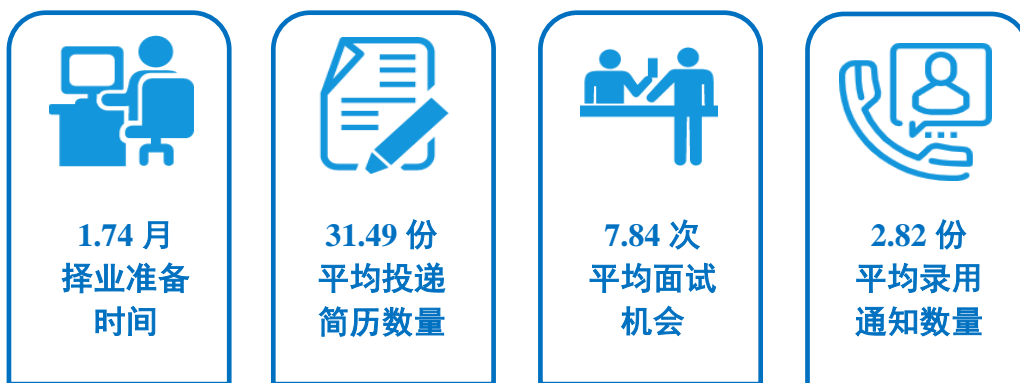 1.74 月
择业准备
时间
31.49 份
平均投递
简历数量
7.84 次
平均面试
机会
2.82 份
平均录用
通知数量